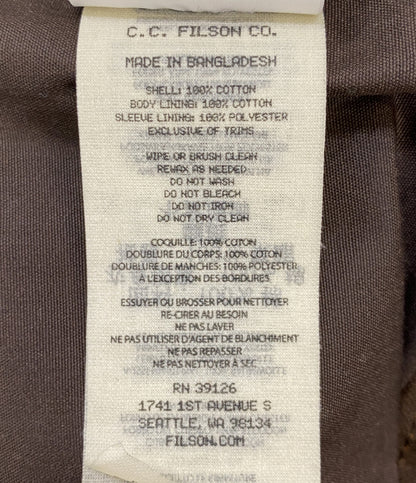 C. C. FILSON CO.
MADE IN BANGLADESH
SHELL: 100% COTTON
BODY LINING: 100% COTTON
SLEEVE LINING: 100% POLYESTER
EXCLUSIVE OF TRIMS
WIPE OR BRUSH CLEAN
REWAX AS NEEDED
DO NOT WASH
DO NOT BLEACH
DO NOT IRON
DO NOT DRY CLEAN
COQUILLE: 100% COTON
DOUBLURE DU CORPS: 100% COTON
DOUBLURE DE MANCHES: 100% POLYESTER
À L'EXCEPTION DES BORDURES
ESSUYER OU BROSSER POUR NETTOYER
RE-CIRER AU BESOIN
NE PAS LAVER
NE PAS UTILISER D'AGENT DE BLANCHIMENT
NE PAS REPASSER
NE PAS NETTOYER À SEC
RN 39126
1741 1ST AVENUE S
SEATTLE, WA 98134
FILSON.COM